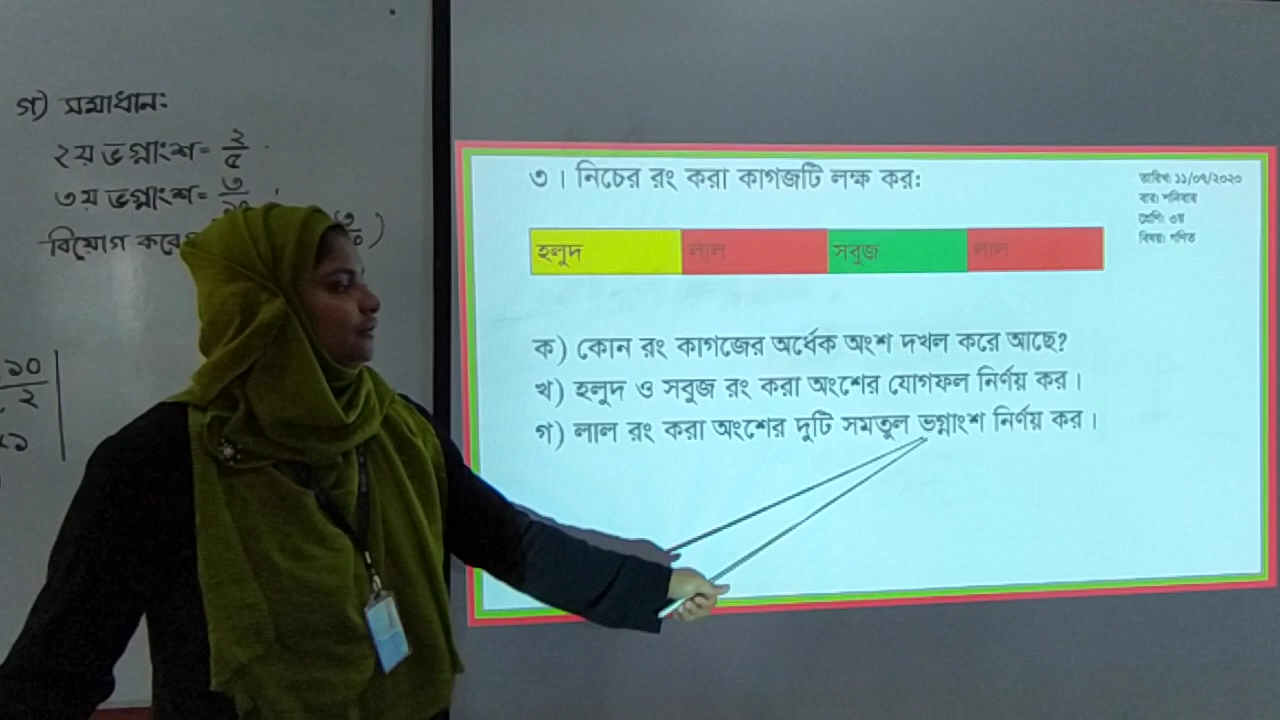 গ) সমাধান:
২য় ভগ্নাংশ = ২/৫
৩য় ভগ্নাংশ = ৩
বিয়োগ করে
১০
২
৩। নিচের রং করা কাগজটি লক্ষ কর:
হলুদ লাল সবুজ লাল
ক) কোন রং কাগজের অর্ধেক অংশ দখল করে আছে?
খ) হলুদ ও সবুজ রং করা অংশের যোগফল নির্ণয় কর।
গ) লাল রং করা অংশের দুটি সমতুল ভগ্নাংশ নির্ণয় কর।
তারিখ: ১১/০৭/২০২০
বার: শনিবার
শ্রেণি: ৩য়
বিষয়: গণিত